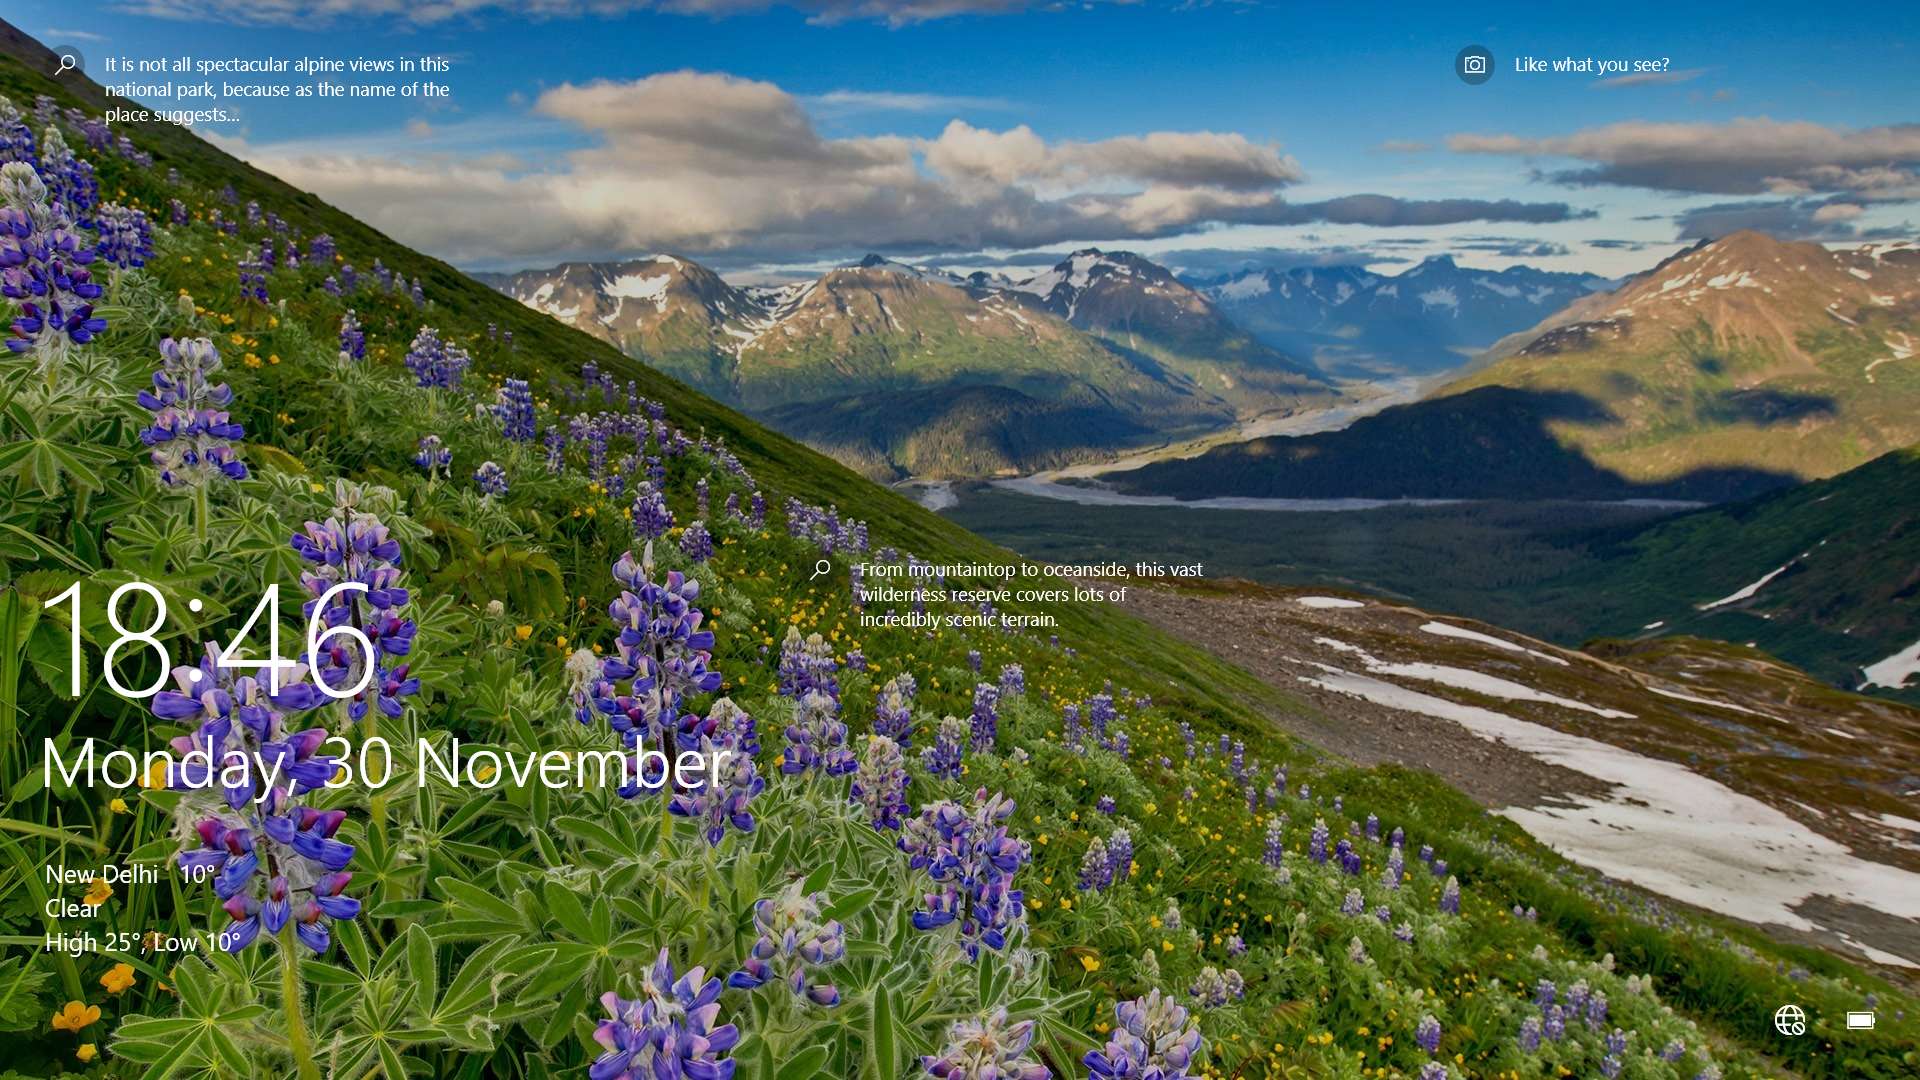 It is not all spectacular alpine views in this
national park, because as the name of the
place suggests...
Like what you see?
From mountaintop to oceanside, this vast
wilderness reserve covers lots of
incredibly scenic terrain.
18:46
Monday, 30 November
New Delhi 10°
Clear
High 25°, Low 10°